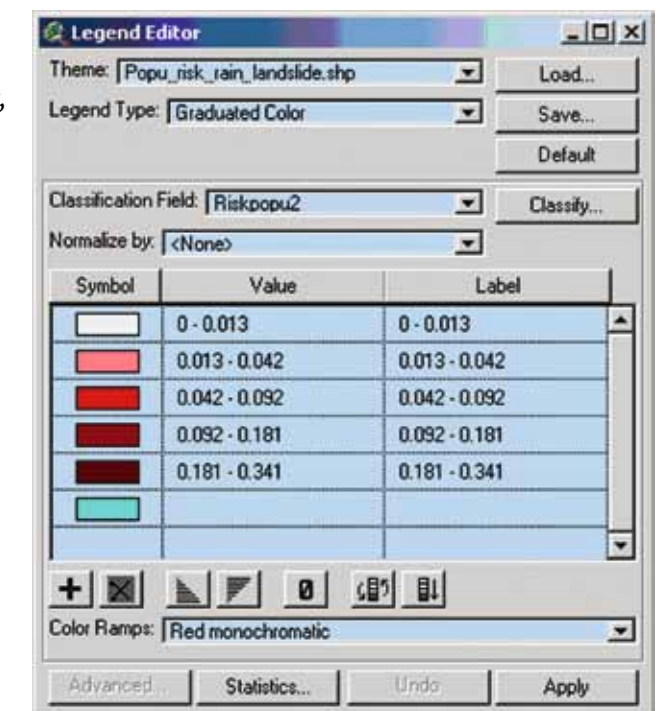 Legend Editor
Theme: Popu_risk_rain_landslide.shp Load...
Legend Type: Graduated Color Save...
Default
Classification Field: Riskpopu2 Classify...
Normalize by: <None>
Symbol Value Label
0 - 0.013 0 - 0.013
0.013 - 0.042 0.013 - 0.042
0.042 - 0.092 0.042 - 0.092
0.092 - 0.181 0.092 - 0.181
0.181 - 0.341 0.181 - 0.341
Color Ramps: Red monochromatic
Advanced... Statistics... Undo Apply